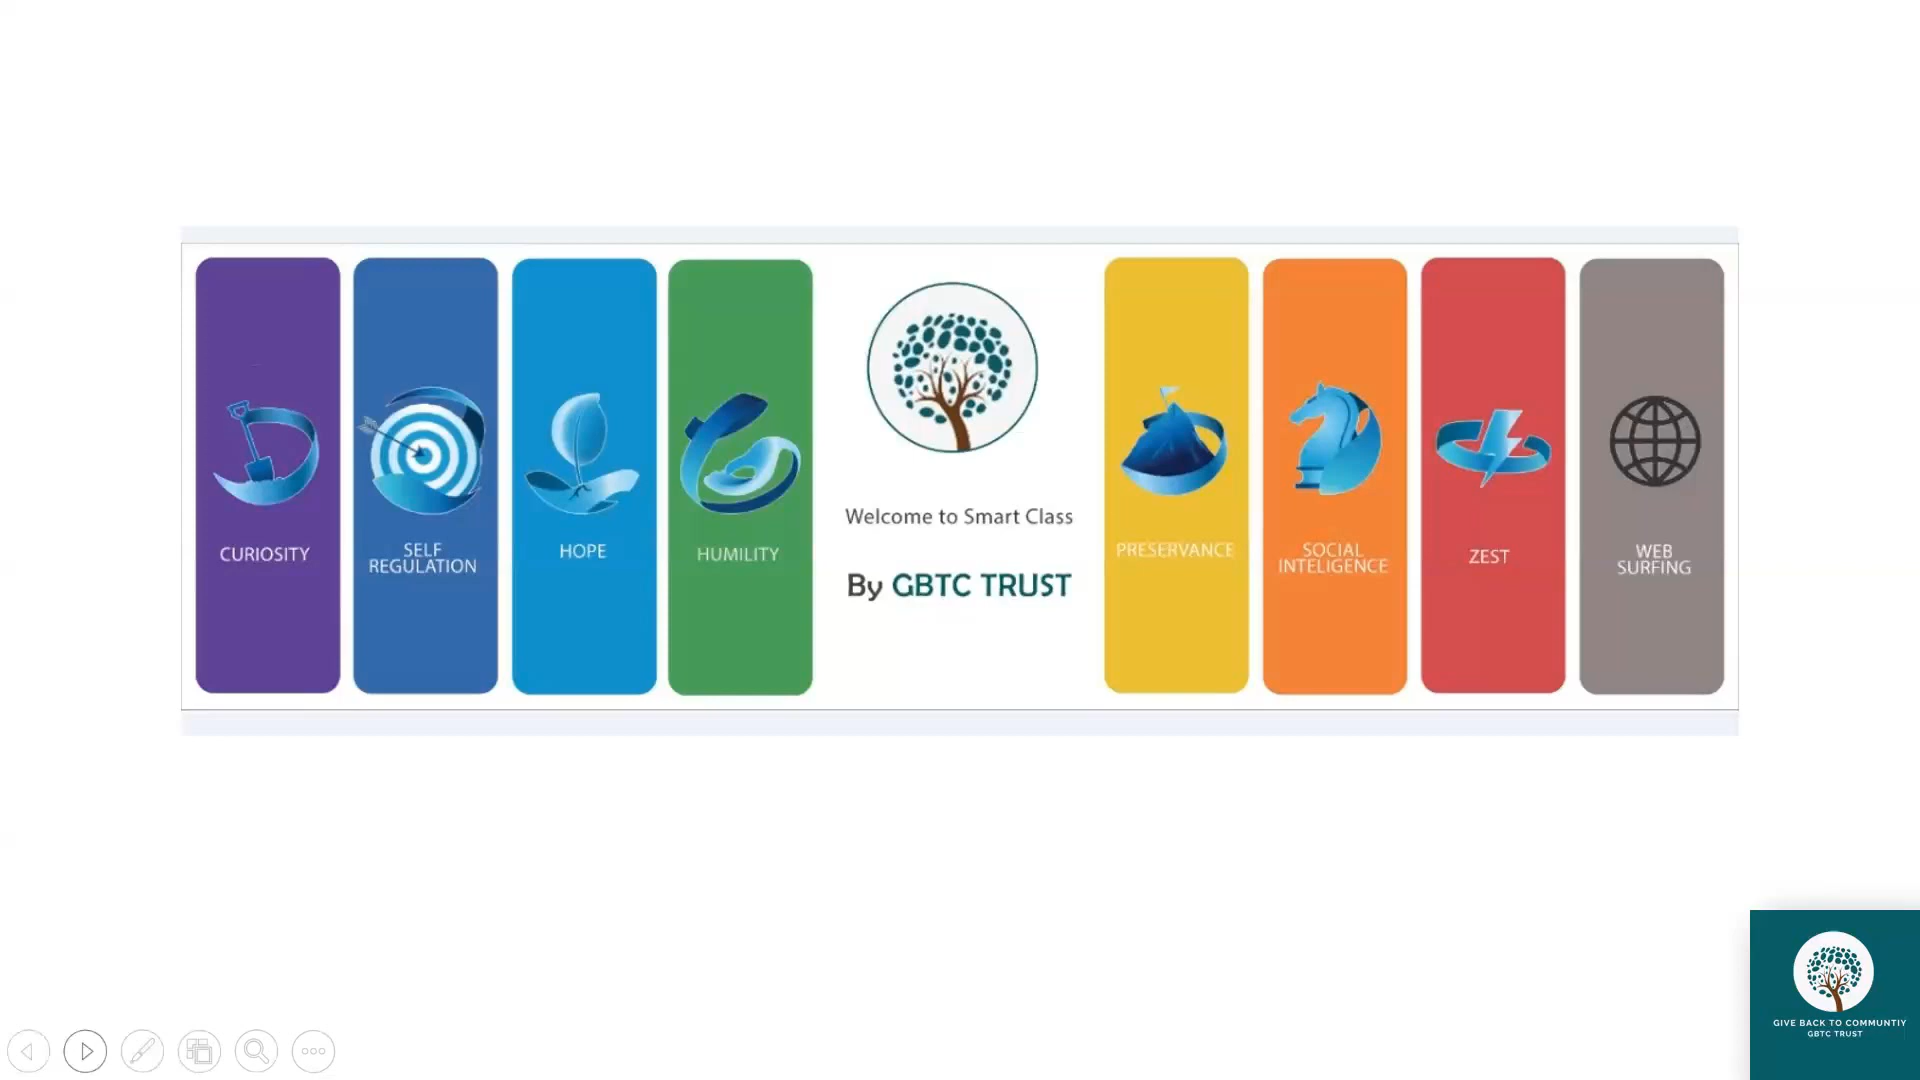 CURIOSITY
SELF
REGULATION
HOPE
HUMILITY
Welcome to Smart Class
By GBTC TRUST
PRESERVANCE
SOCIAL
INTELIGENCE
ZEST
WEB
SURFING
GIVE BACK TO COMMUNTIY
GBTC TRUST